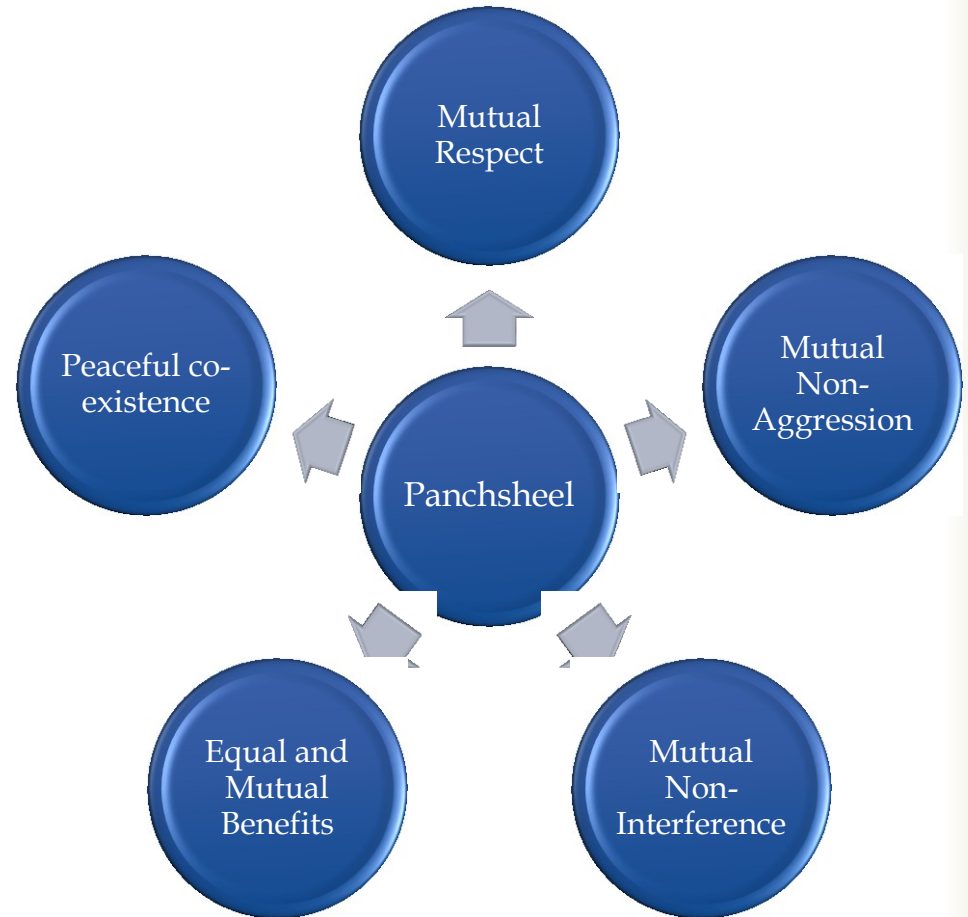 Mutual
Respect
Mutual
Non-
Aggression
Mutual
Non-
Interference
Equal and
Mutual
Benefits
Peaceful co-
existence
Panchsheel